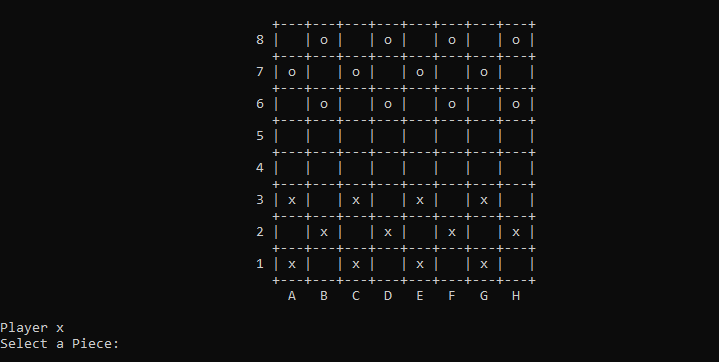 +---+---+---+---+---+---+---+---+
8 |   | o |   | o |   | o |   | o |
  +---+---+---+---+---+---+---+---+
7 | o |   | o |   | o |   | o |   |
  +---+---+---+---+---+---+---+---+
6 |   | o |   | o |   | o |   | o |
  +---+---+---+---+---+---+---+---+
5 |   |   |   |   |   |   |   |   |
  +---+---+---+---+---+---+---+---+
4 |   |   |   |   |   |   |   |   |
  +---+---+---+---+---+---+---+---+
3 | x |   | x |   | x |   | x |   |
  +---+---+---+---+---+---+---+---+
2 |   | x |   | x |   | x |   | x |
  +---+---+---+---+---+---+---+---+
1 | x |   | x |   | x |   | x |   |
  +---+---+---+---+---+---+---+---+
    A   B   C   D   E   F   G   H
Player x
Select a Piece: